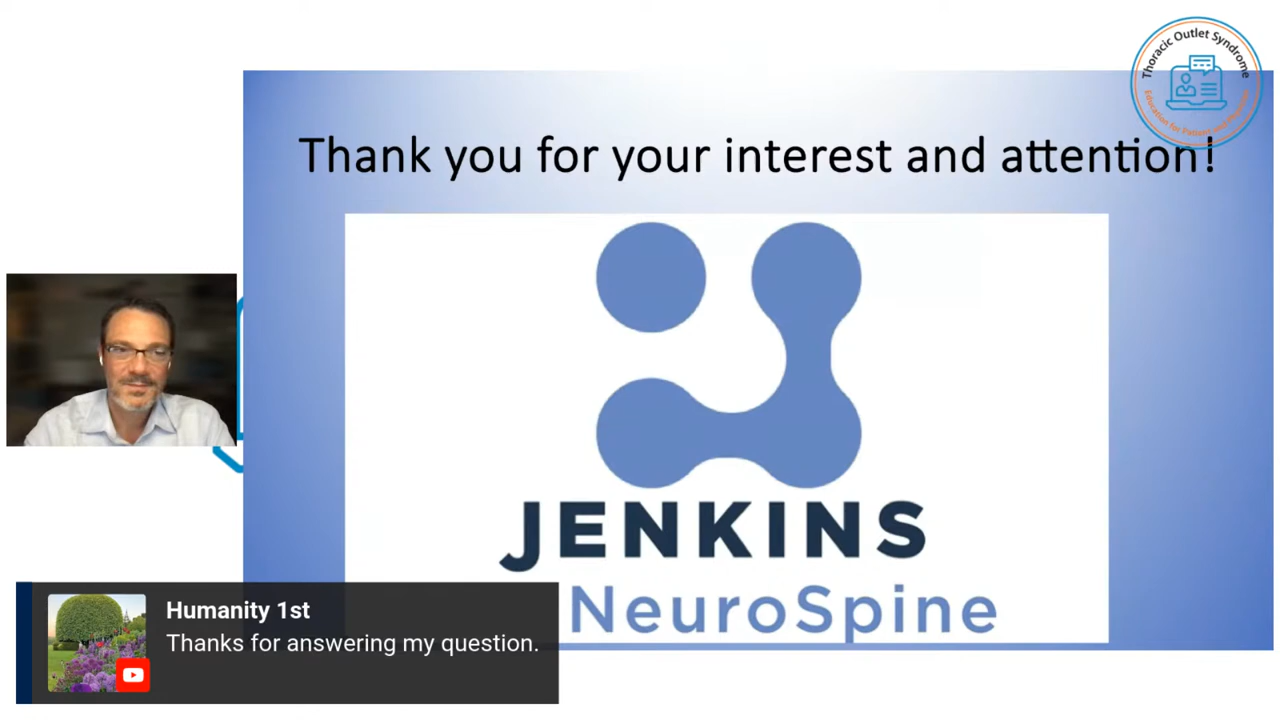 Thoracic Outlet Syndrome
Thank you for your interest and attention!
JENKINS
NeuroSpine
Humanity 1st
Thanks for answering my question.